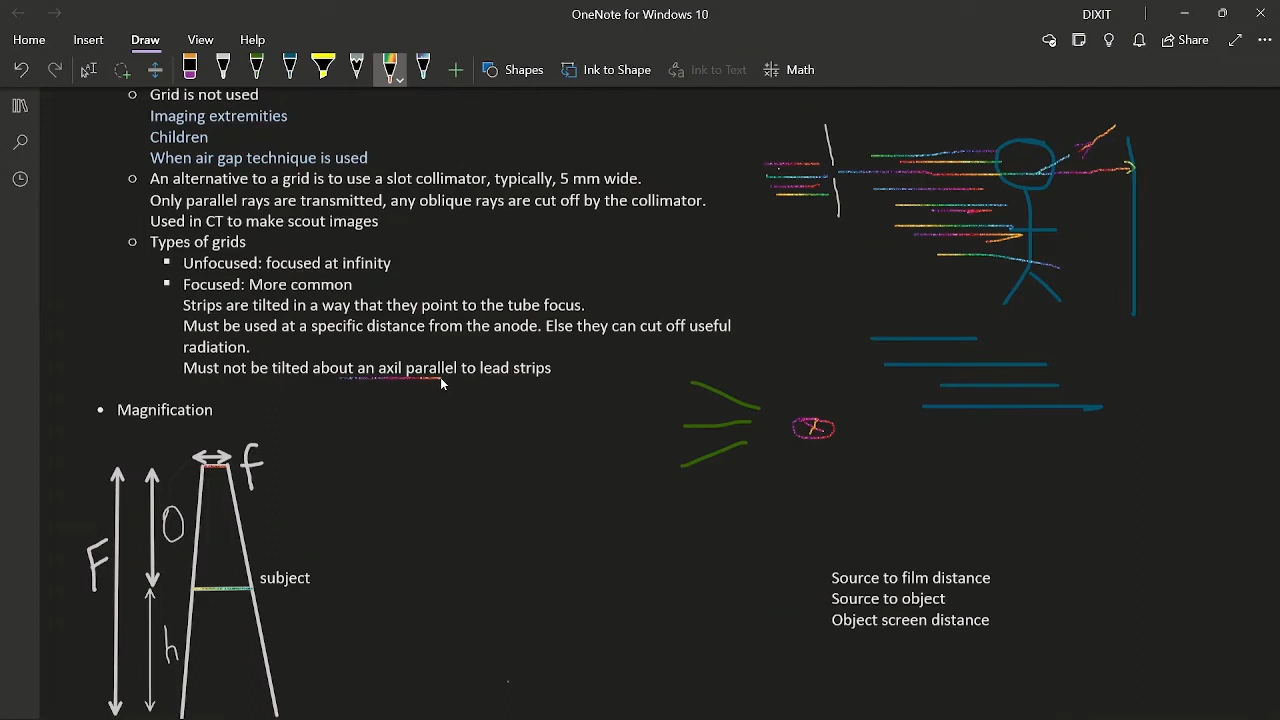 OneNote for Windows 10
DIXIT
Home
Insert
Draw
View
Help
Share
Shapes
Ink to Shape
Ink to Text
Math
Grid is not used
Imaging extremities
Children
When air gap technique is used
An alternative to a grid is to use a slot collimator, typically, 5 mm wide.
Only parallel rays are transmitted, any oblique rays are cut off by the collimator.
Used in CT to make scout images
Types of grids
Unfocused: focused at infinity
Focused: More common
Strips are tilted in a way that they point to the tube focus.
Must be used at a specific distance from the anode. Else they can cut off useful
radiation.
Must not be tilted about an axil parallel to lead strips
Magnification
f
O
F
subject
h
Source to film distance
Source to object
Object screen distance